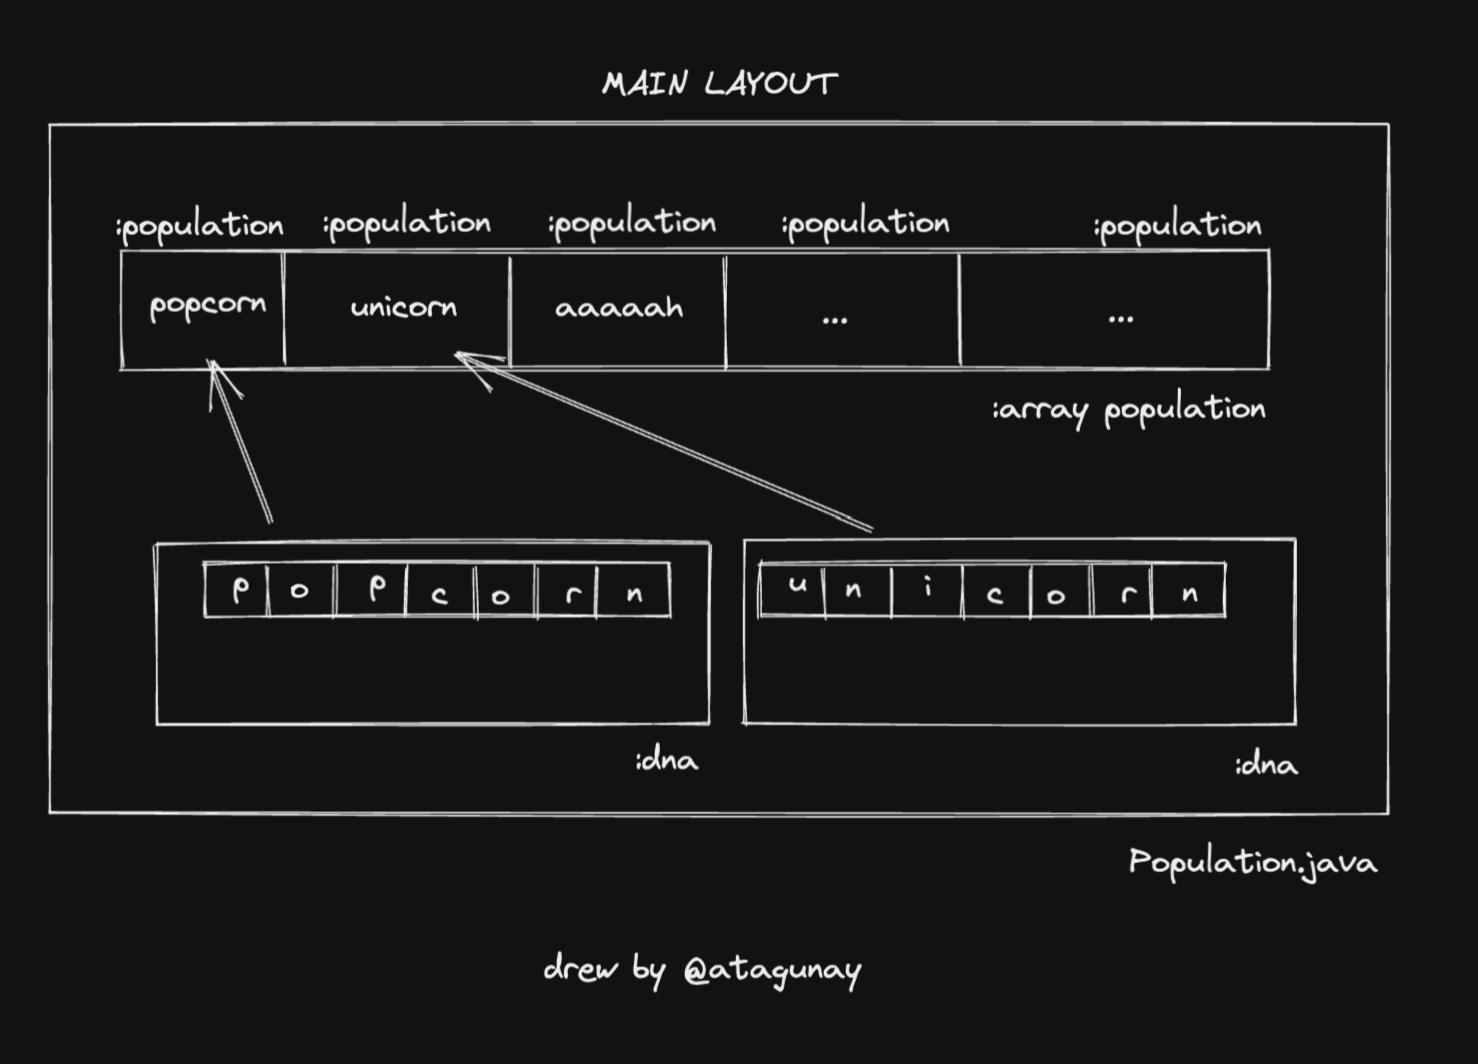 MAIN LAYOUT
:population :population :population :population :population
popcorn unicorn aaaaah ... ...
:array population
p o p c o r n u n i c o r n
:dna :dna
Population.java
drew by @atagunay